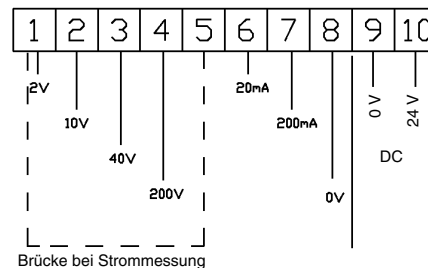 1 2 3 4 5 6 7 8 9 10
2V
10V
40V
200V
20mA
200mA
0V
0 V
24 V
DC
Brücke bei Strommessung